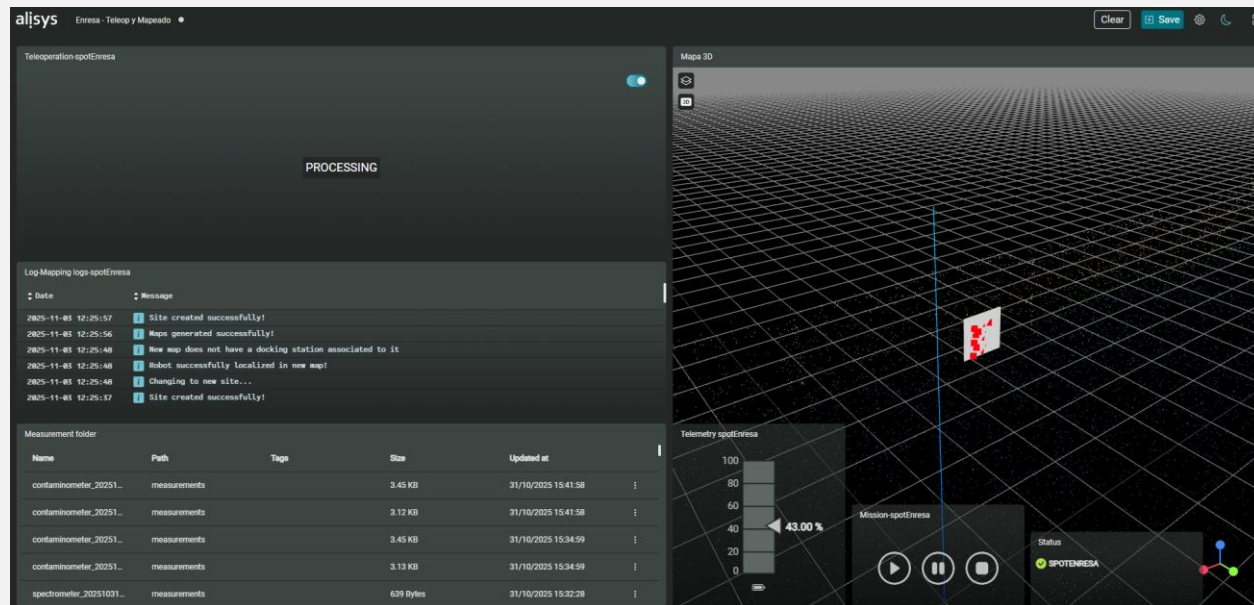 alisys Enresa - Teleop y Mapeado
Clear Save
Teleoperation-spotEnresa
PROCESSING
Log-Mapping logs-spotEnresa
Date Message
2025-11-03 12:25:57 Site created successfully!
2025-11-03 12:25:56 Maps generated successfully!
2025-11-03 12:25:48 New map does not have a docking station associated to it
2025-11-03 12:25:48 Robot successfully localized in new map!
2025-11-03 12:25:48 Changing to new site...
2025-11-03 12:25:37 Site created successfully!
Measurement folder
Name Path Tags Size Updated at
contaminometer_20251... measurements 3.45 KB 31/10/2025 15:41:58
contaminometer_20251... measurements 3.12 KB 31/10/2025 15:41:58
contaminometer_20251... measurements 3.45 KB 31/10/2025 15:34:59
contaminometer_20251... measurements 3.13 KB 31/10/2025 15:34:59
spectrometer_20251031... measurements 639 Bytes 31/10/2025 15:32:28
Mapa 3D
3D
Telemetry spotEnresa
100
80
60
40
20
0
43.00 %
Mission-spotEnresa
Status
SPOTENRESA